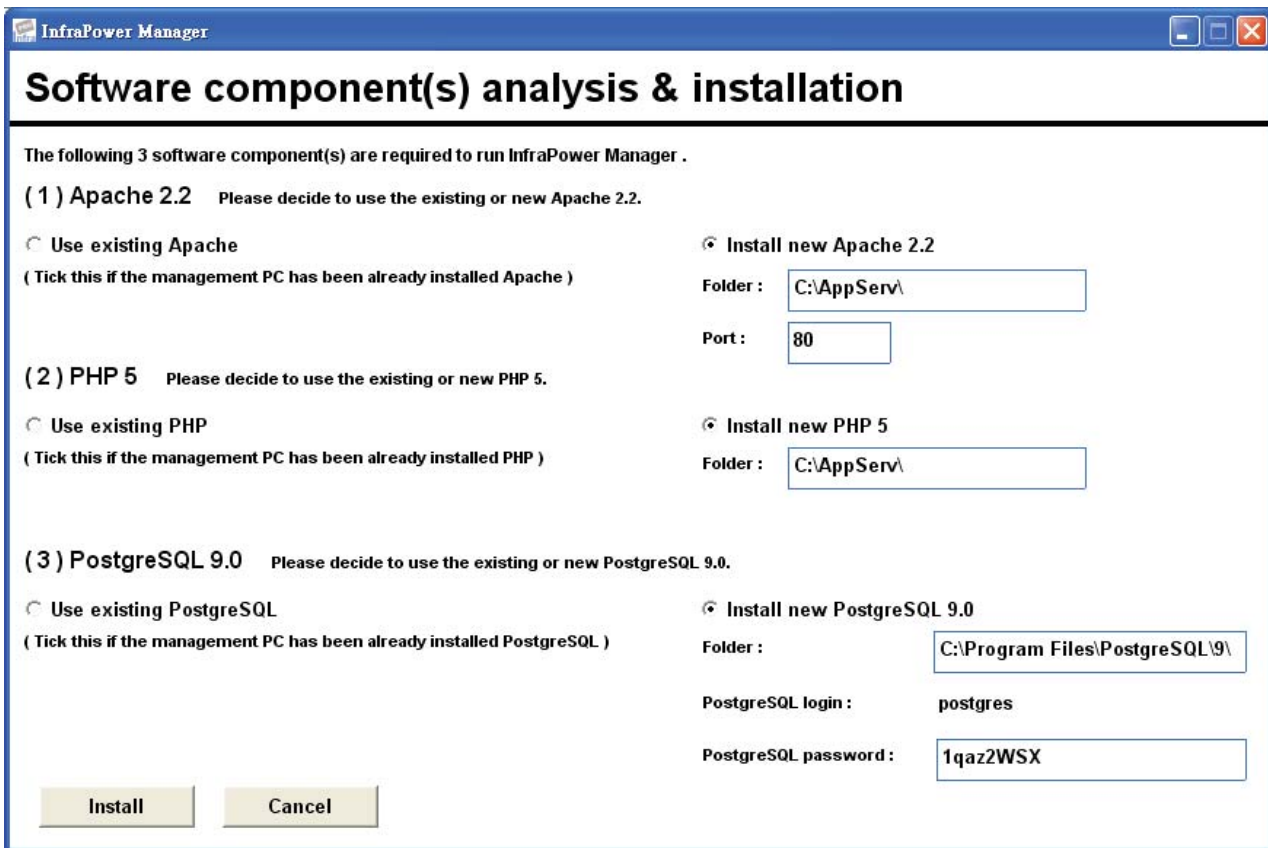 InfraPower Manager
Software component(s) analysis & installation
The following 3 software component(s) are required to run InfraPower Manager .
( 1 ) Apache 2.2 Please decide to use the existing or new Apache 2.2.
Use existing Apache
( Tick this if the management PC has been already installed Apache )
Install new Apache 2.2
Folder : C:\AppServ\
Port : 80
( 2 ) PHP 5 Please decide to use the existing or new PHP 5.
Use existing PHP
( Tick this if the management PC has been already installed PHP )
Install new PHP 5
Folder : C:\AppServ\
( 3 ) PostgreSQL 9.0 Please decide to use the existing or new PostgreSQL 9.0.
Use existing PostgreSQL
( Tick this if the management PC has been already installed PostgreSQL )
Install new PostgreSQL 9.0
Folder : C:\Program Files\PostgreSQL\9\
PostgreSQL login : postgres
PostgreSQL password : 1qaz2WSX
Install Cancel